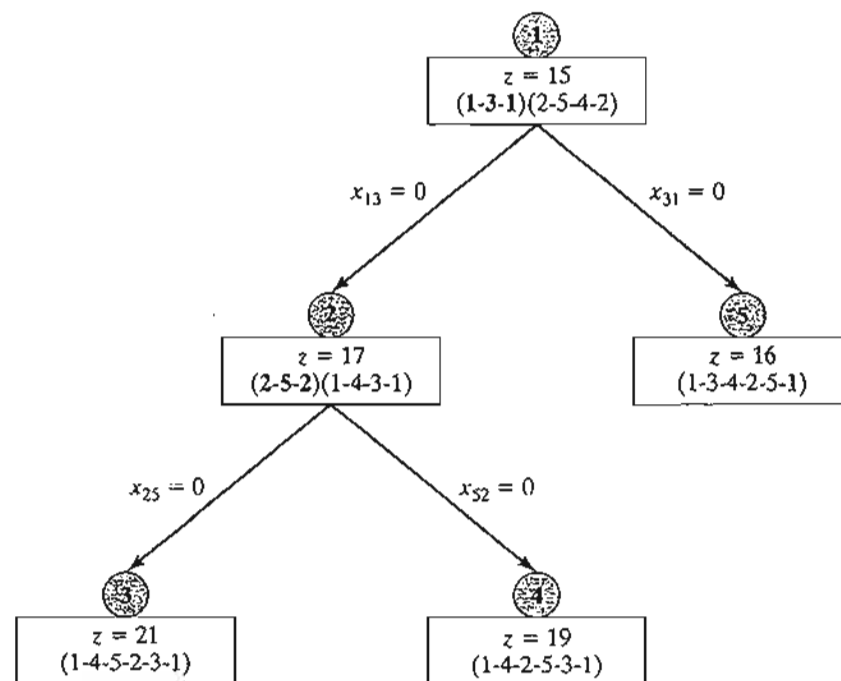 1
z = 15
(1-3-1)(2-5-4-2)
x₁₃ = 0
x₃₁ = 0
2
z = 17
(2-5-2)(1-4-3-1)
5
z = 16
(1-3-4-2-5-1)
x₂₅ = 0
x₅₂ = 0
3
z = 21
(1-4-5-2-3-1)
4
z = 19
(1-4-2-5-3-1)